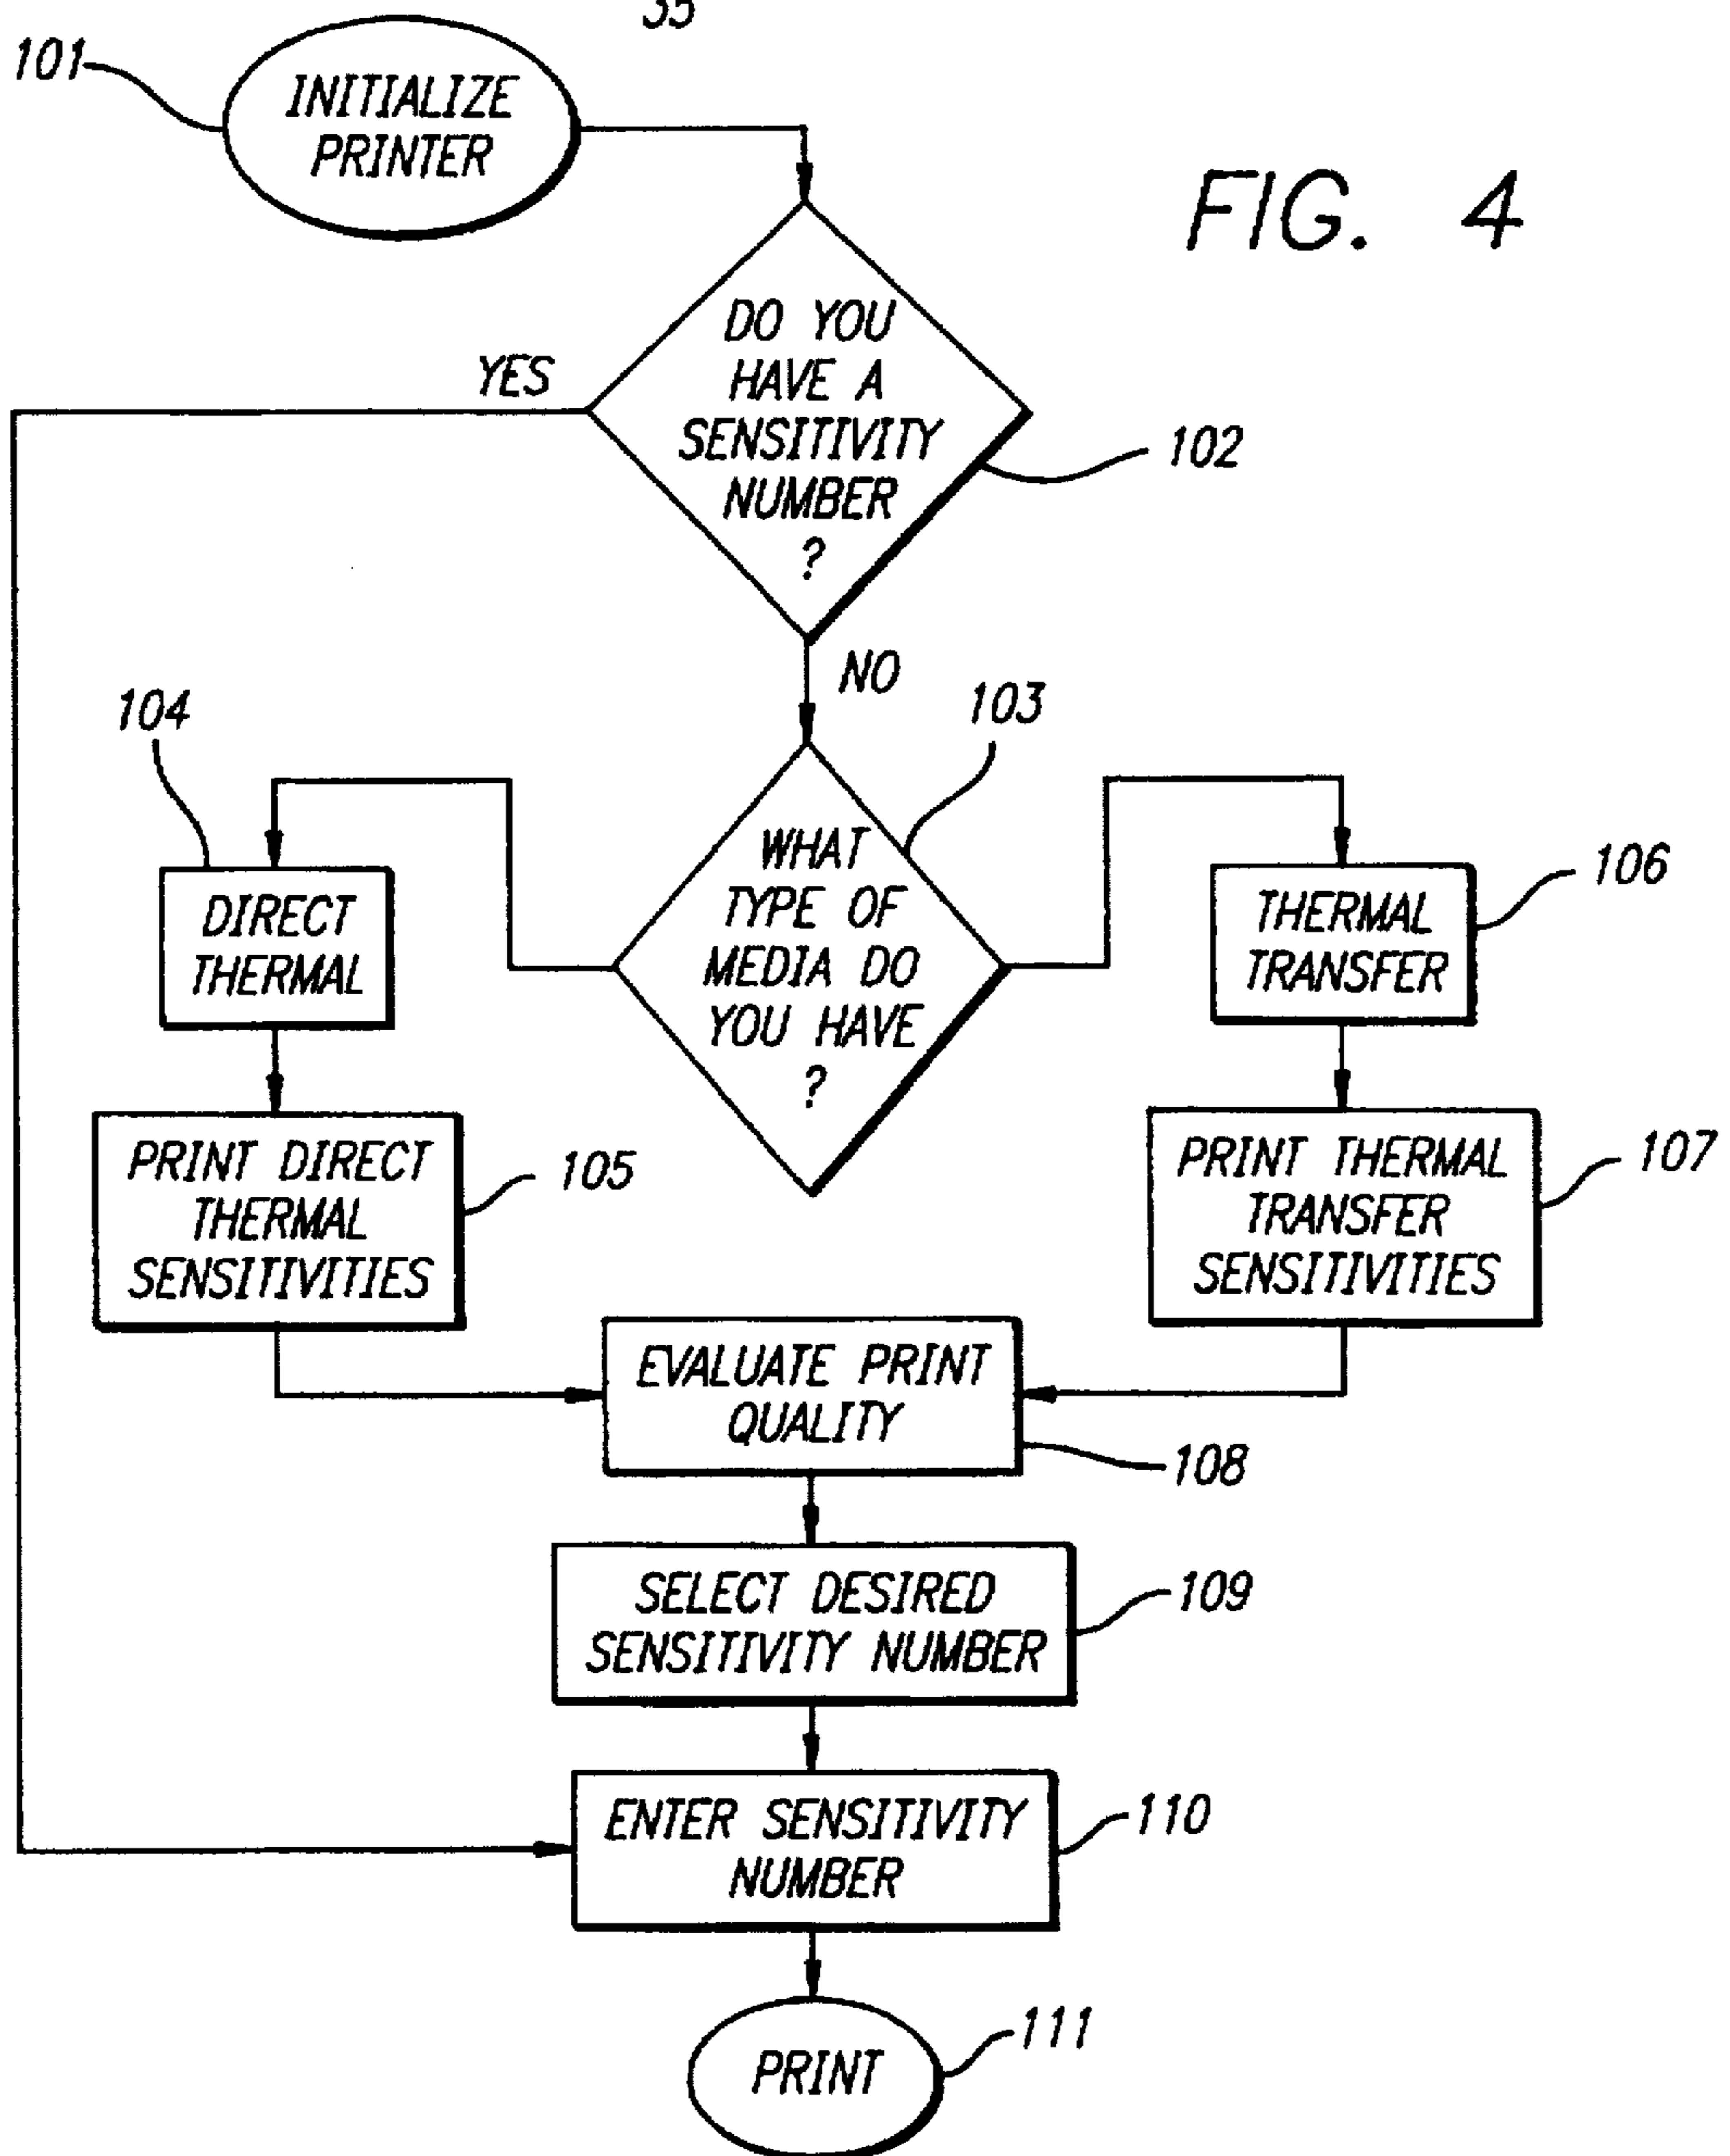 35
101
INITIALIZE
PRINTER
FIG. 4
DO YOU
HAVE A
SENSITIVITY
NUMBER
?
YES
102
NO
103
104
WHAT
TYPE OF
MEDIA DO
YOU HAVE
?
DIRECT
THERMAL
THERMAL
TRANSFER
106
PRINT DIRECT
THERMAL
SENSITIVITIES
105
PRINT THERMAL
TRANSFER
SENSITIVITIES
107
EVALUATE PRINT
QUALITY
108
SELECT DESIRED
SENSITIVITY NUMBER
109
ENTER SENSITIVITY
NUMBER
110
PRINT
111